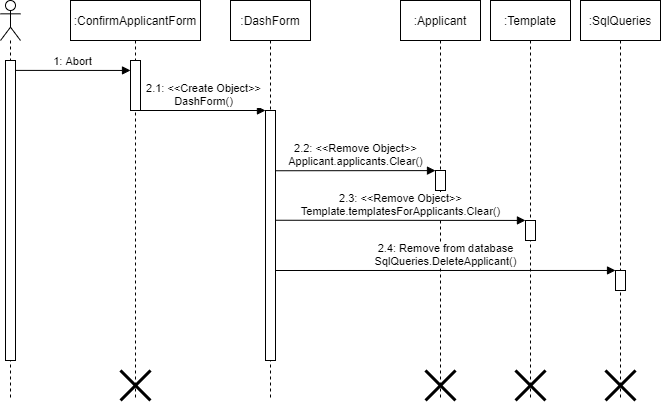 :ConfirmApplicantForm
:DashForm
:Applicant
:Template
:SqlQueries
1: Abort
2.1: <<Create Object>>
DashForm()
2.2: <<Remove Object>>
Applicant.applicants.Clear()
2.3: <<Remove Object>>
Template.templatesForApplicants.Clear()
2.4: Remove from database
SqlQueries.DeleteApplicant()